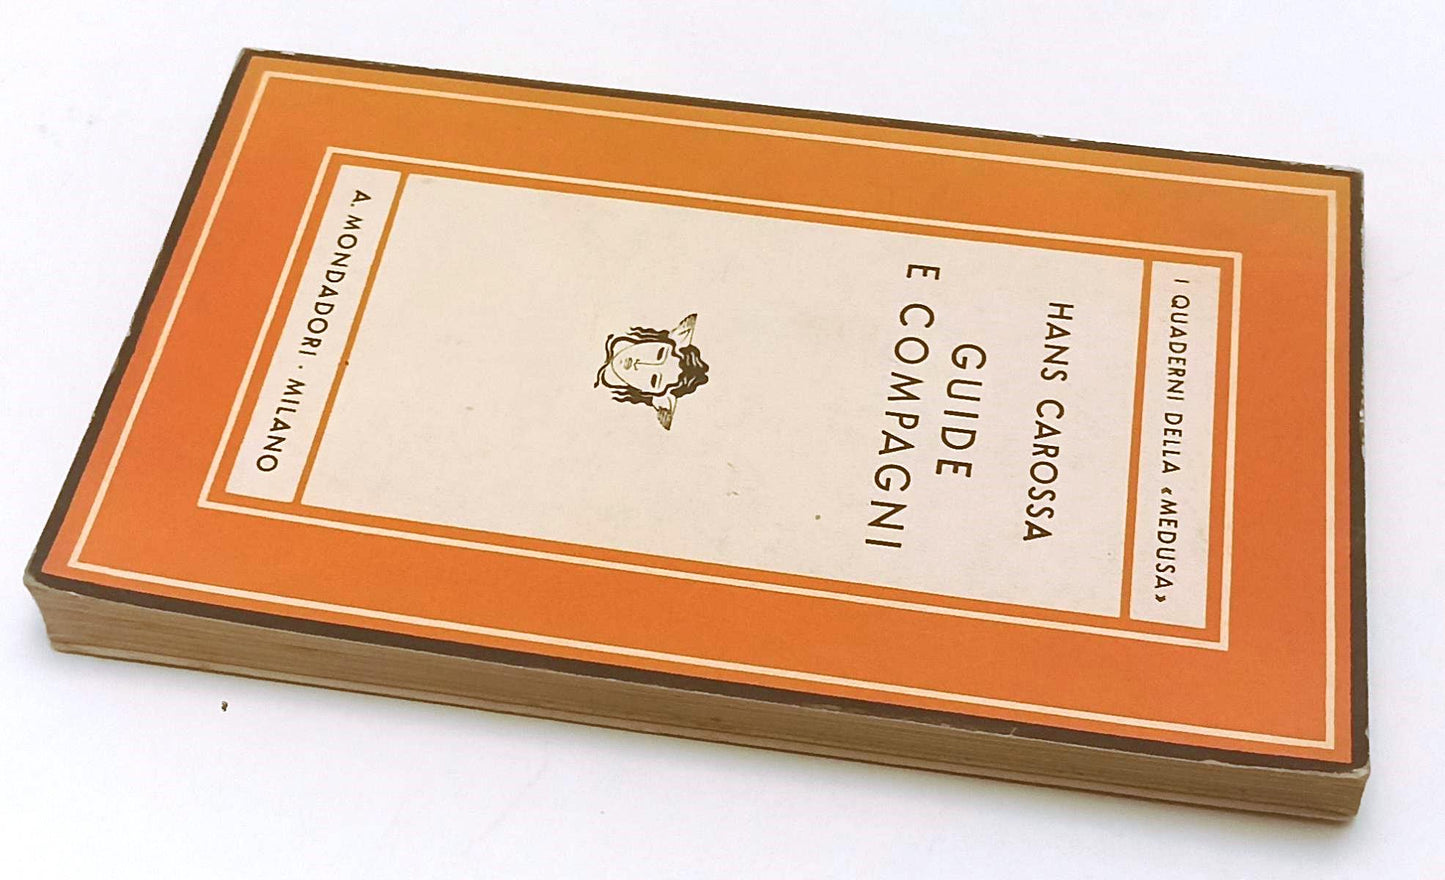 I QUADERNI DELLA «MEDUSA»
HANS CAROSSA
GUIDE
E COMPAGNI
A. MONDADORI · MILANO